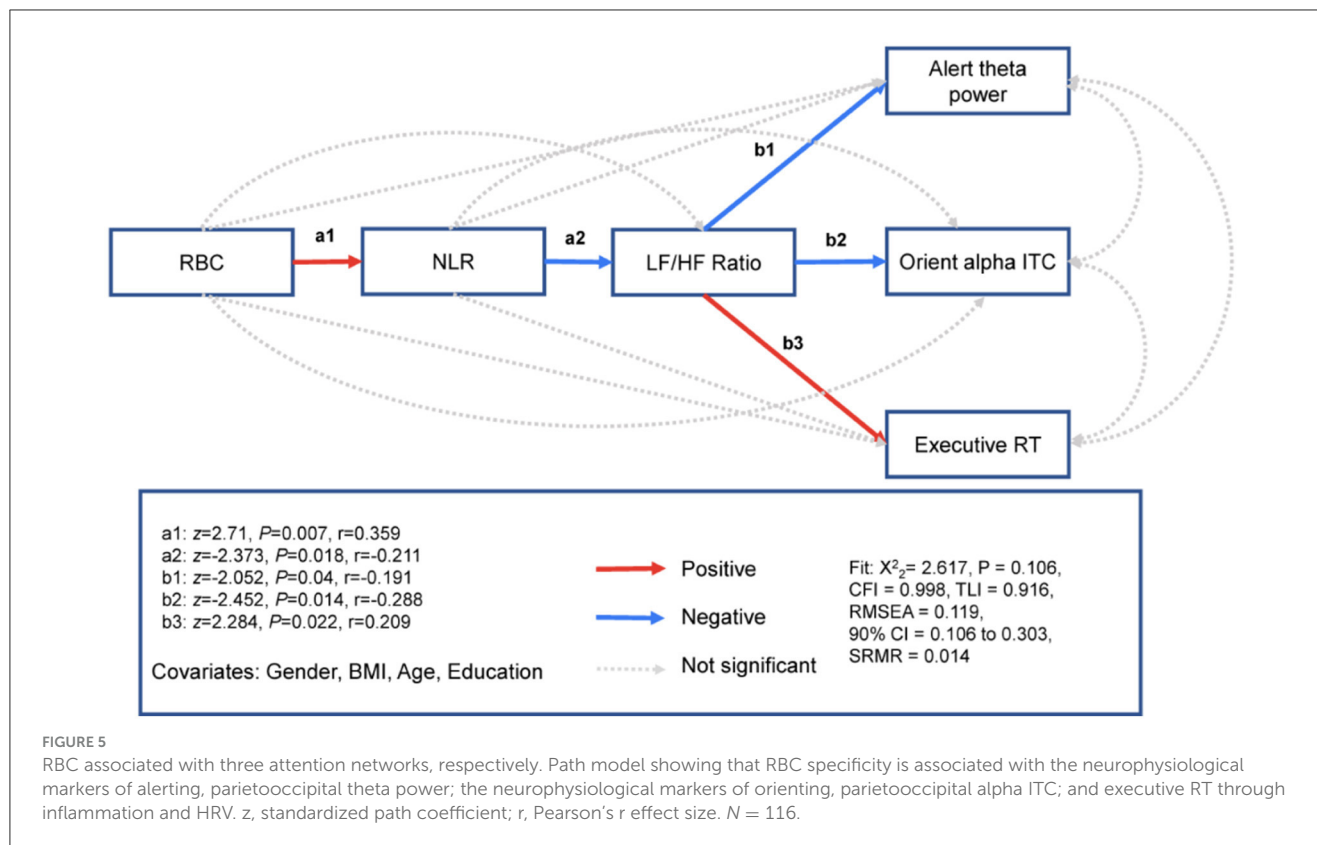 Alert theta
power
b1
a1
a2
b2
RBC
NLR
LF/HF Ratio
Orient alpha ITC
b3
Executive RT
a1: z=2.71, P=0.007, r=0.359
a2: z=-2.373, P=0.018, r=-0.211
b1: z=-2.052, P=0.04, r=-0.191
b2: z=-2.452, P=0.014, r=-0.288
b3: z=2.284, P=0.022, r=0.209
Covariates: Gender, BMI, Age, Education
Positive
Negative
Not significant
Fit: X²₂= 2.617, P = 0.106,
CFI = 0.998, TLI = 0.916,
RMSEA = 0.119,
90% CI = 0.106 to 0.303,
SRMR = 0.014
FIGURE 5
RBC associated with three attention networks, respectively. Path model showing that RBC specificity is associated with the neurophysiological
markers of alerting, parietooccipital theta power; the neurophysiological markers of orienting, parietooccipital alpha ITC; and executive RT through
inflammation and HRV. z, standardized path coefficient; r, Pearson's r effect size. N = 116.